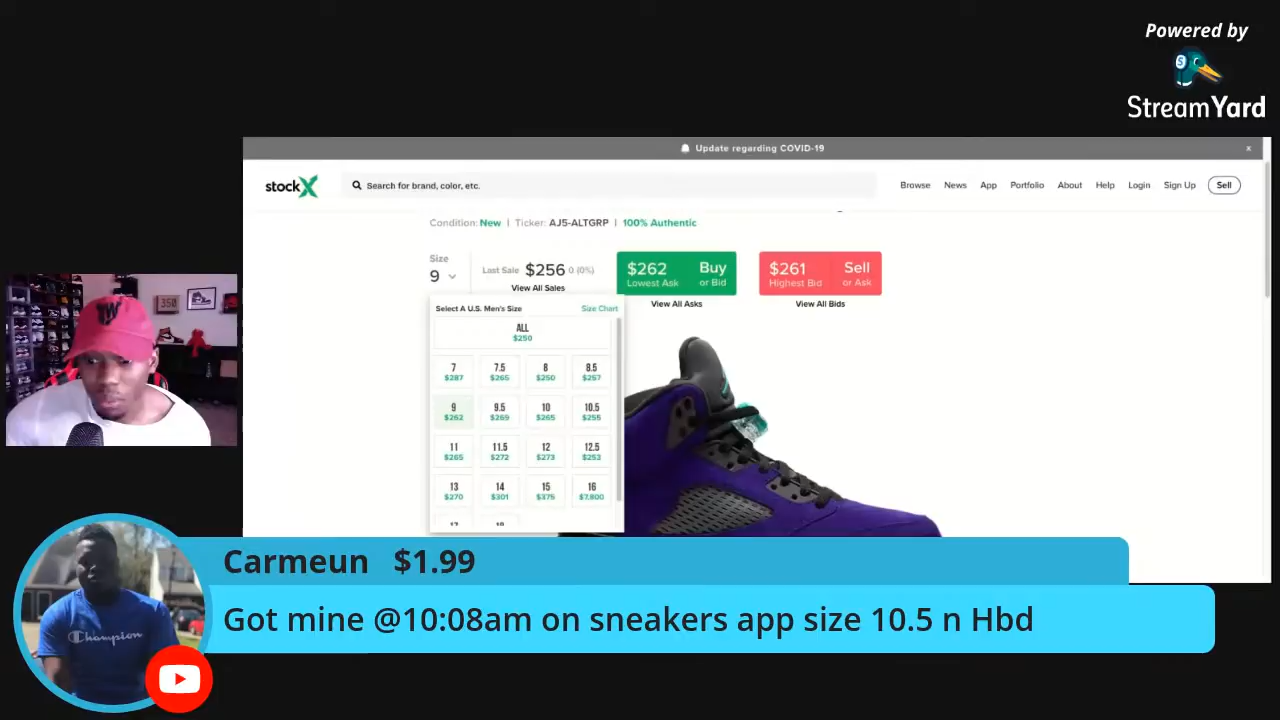 Powered by
StreamYard
Update regarding COVID-19 x
stockX Search for brand, color, etc. Browse News App Portfolio About Help Login Sign Up Sell
Condition: New | Ticker: AJ5-ALTGRP | 100% Authentic
Size
9
Last Sale $256 0 (0%)
View All Sales
$262 Buy
Lowest Ask or Bid
View All Asks
$261 Sell
Highest Bid or Ask
View All Bids
Select A U.S. Men's Size Size Chart
ALL
$250
7 7.5 8 8.5
$287 $265 $250 $257
9 9.5 10 10.5
$262 $269 $265 $255
11 11.5 12 12.5
$265 $272 $273 $253
13 14 15 16
$270 $301 $375 $7,800
350
Champion
Carmeun $1.99
Got mine @10:08am on sneakers app size 10.5 n Hbd